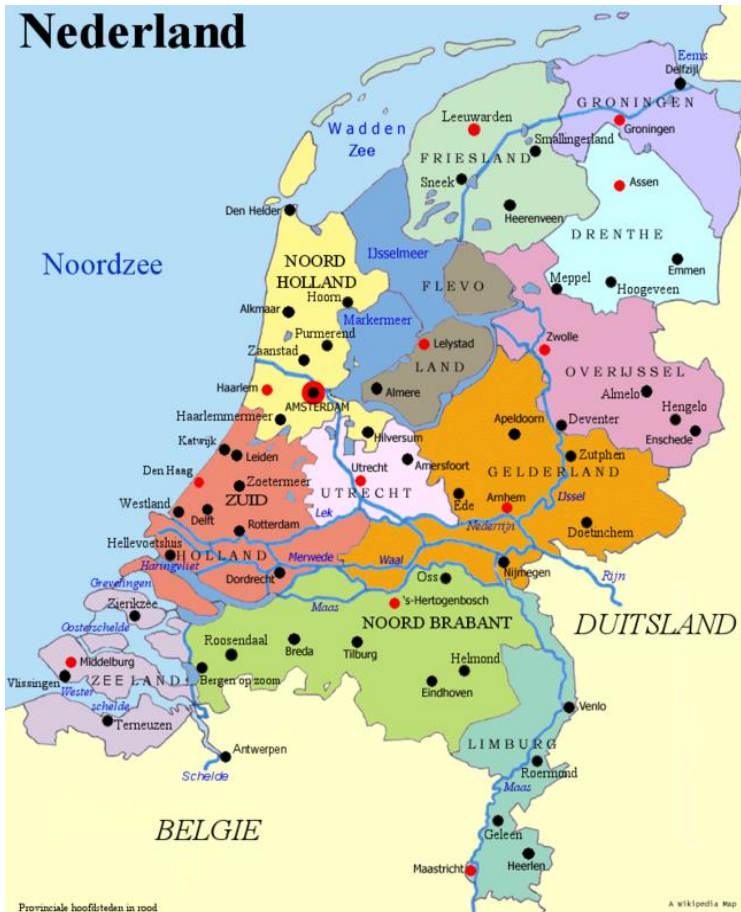 Nederland
Eems
Delfzijl
GRONINGEN
Groningen
Wadden
Zee
Leeuwarden
Smallingerland
FRIESLAND
Sneek
Assen
Heerenveen
Den Helder
DRENTHE
Noordzee
NOORD
HOLLAND
IJsselmeer
Emmen
Hoorn
FLEVO
Meppel
Hoogeveen
Alkmaar
Markermeer
Purmerend
Zwolle
Lelystad
Zaanstad
LAND
OVERIJSSEL
Haarlem
Almere
Almelo
AMSTERDAM
Haarlemmermeer
Apeldoorn
Hengelo
Deventer
Hilversum
Enschede
Katwijk
Leiden
Utrecht
Amersfoort
Zutphen
Den Haag
GELDERLAND
Zoetermeer
UTRECHT
ZUID
Ede
Arnhem
IJssel
Westland
Delft
Lek
Rotterdam
Nederrijn
Doetinchem
Hellevoetsluis
HOLLAND
Merwede
Waal
Haringvliet
Nijmegen
Rijn
Dordrecht
Oss
Grevelingen
Zierikzee
Maas
's-Hertogenbosch
NOORD BRABANT
DUITSLAND
Oosterschelde
Roosendaal
Breda
Tilburg
Middelburg
Helmond
Vlissingen
ZEELAND
Bergen op zoom
Eindhoven
Wester
schelde
Terneuzen
Venlo
Antwerpen
LIMBURG
Schelde
Roermond
Maas
BELGIE
Geleen
Maastricht
Heerlen
Provinciale hoofdsteden in rood
A Wikipedia Map